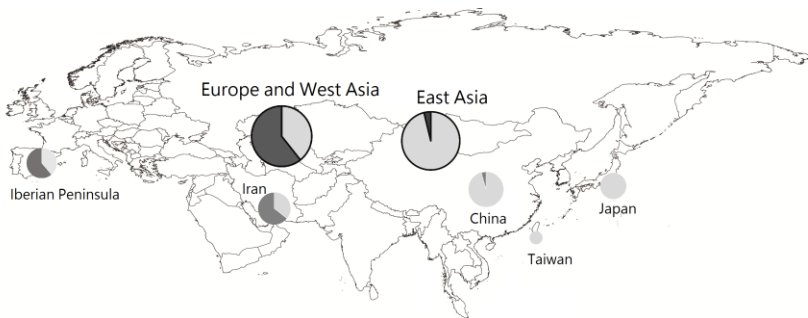 Europe and West Asia
East Asia
Iberian Peninsula
Iran
China
Japan
Taiwan